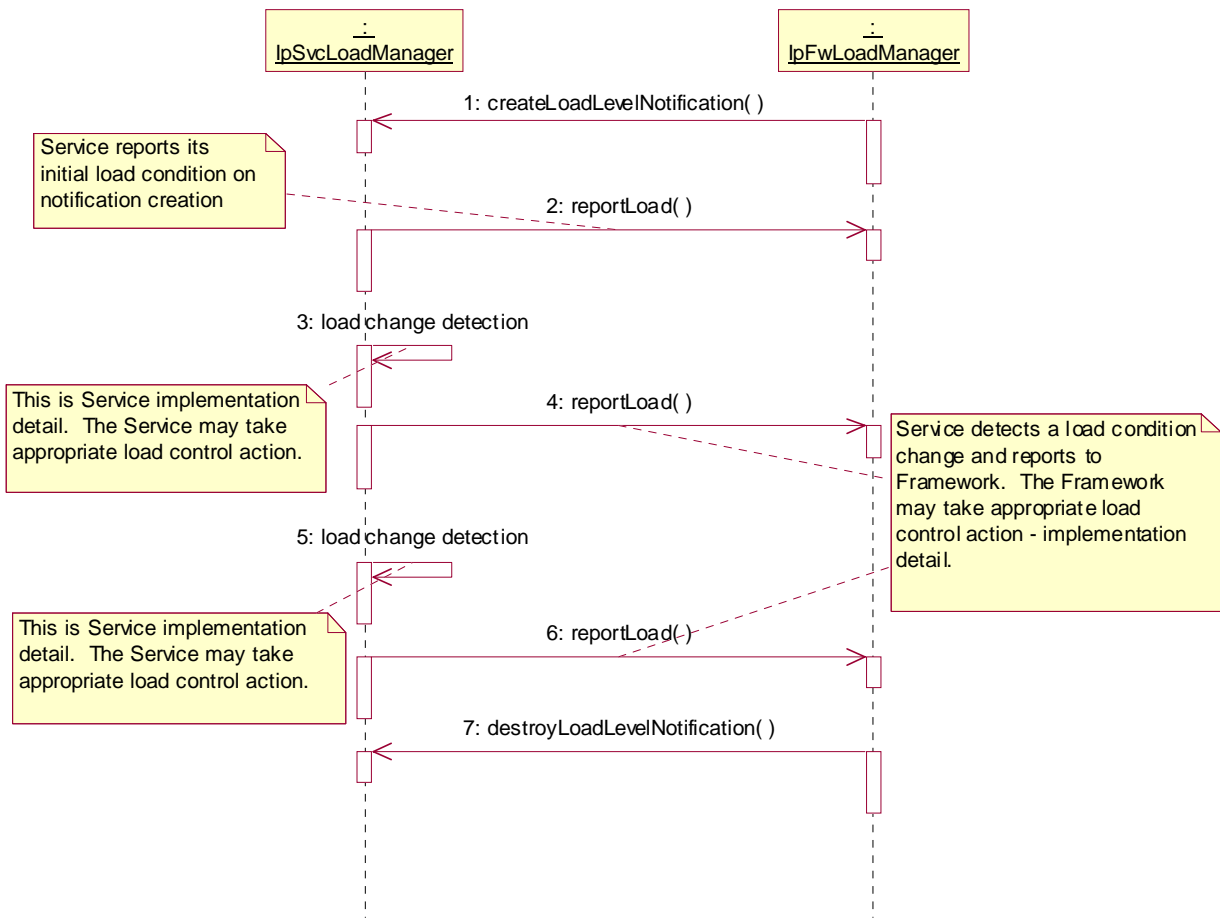 :
IpSvcLoadManager
:
IpFwLoadManager
1: createLoadLevelNotification( )
Service reports its
initial load condition on
notification creation
2: reportLoad( )
3: load change detection
This is Service implementation
detail.  The Service may take
appropriate load control action.
4: reportLoad( )
Service detects a load condition
change and reports to
Framework.  The Framework
may take appropriate load
control action - implementation
detail.
5: load change detection
This is Service implementation
detail.  The Service may take
appropriate load control action.
6: reportLoad( )
7: destroyLoadLevelNotification( )